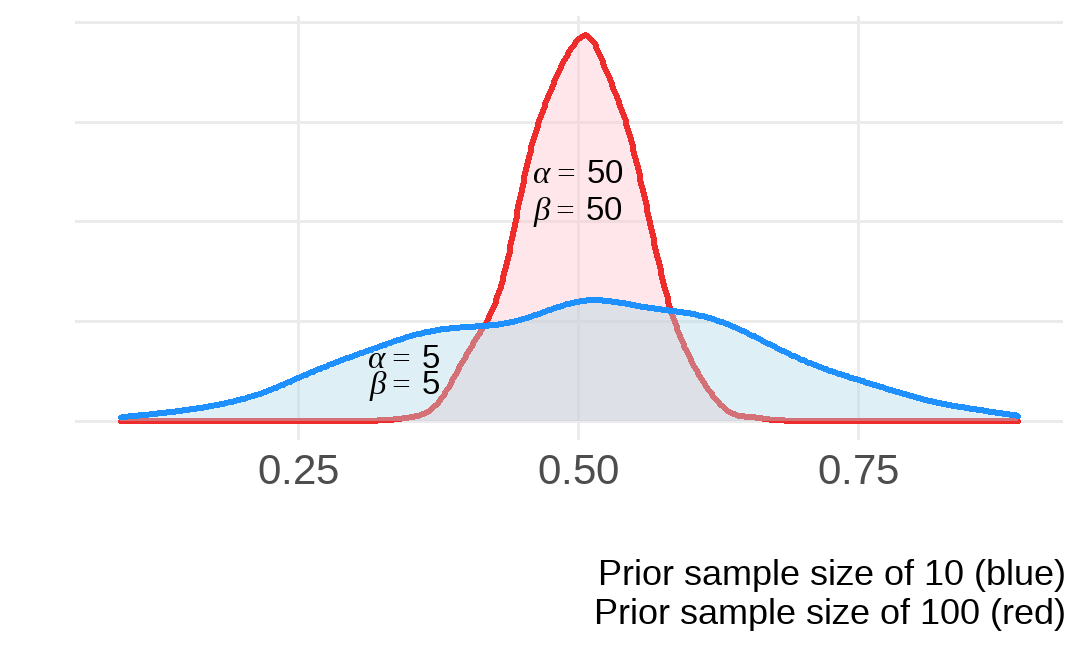 α = 50
β = 50
α = 5
β = 5
0.25 0.50 0.75
Prior sample size of 10 (blue)
Prior sample size of 100 (red)